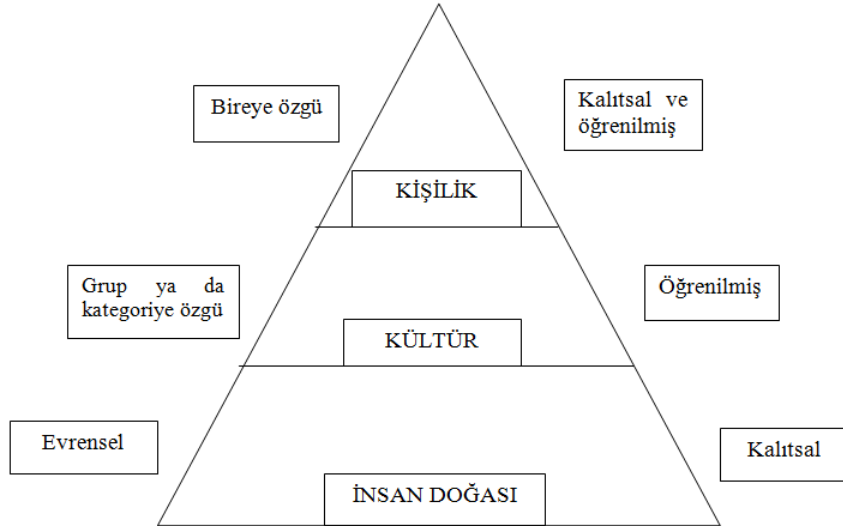 Bireye özgü
Kalıtsal ve
öğrenilmiş
KİŞİLİK
Grup ya da
kategoriye özgü
Öğrenilmiş
KÜLTÜR
Evrensel
Kalıtsal
İNSAN DOĞASI